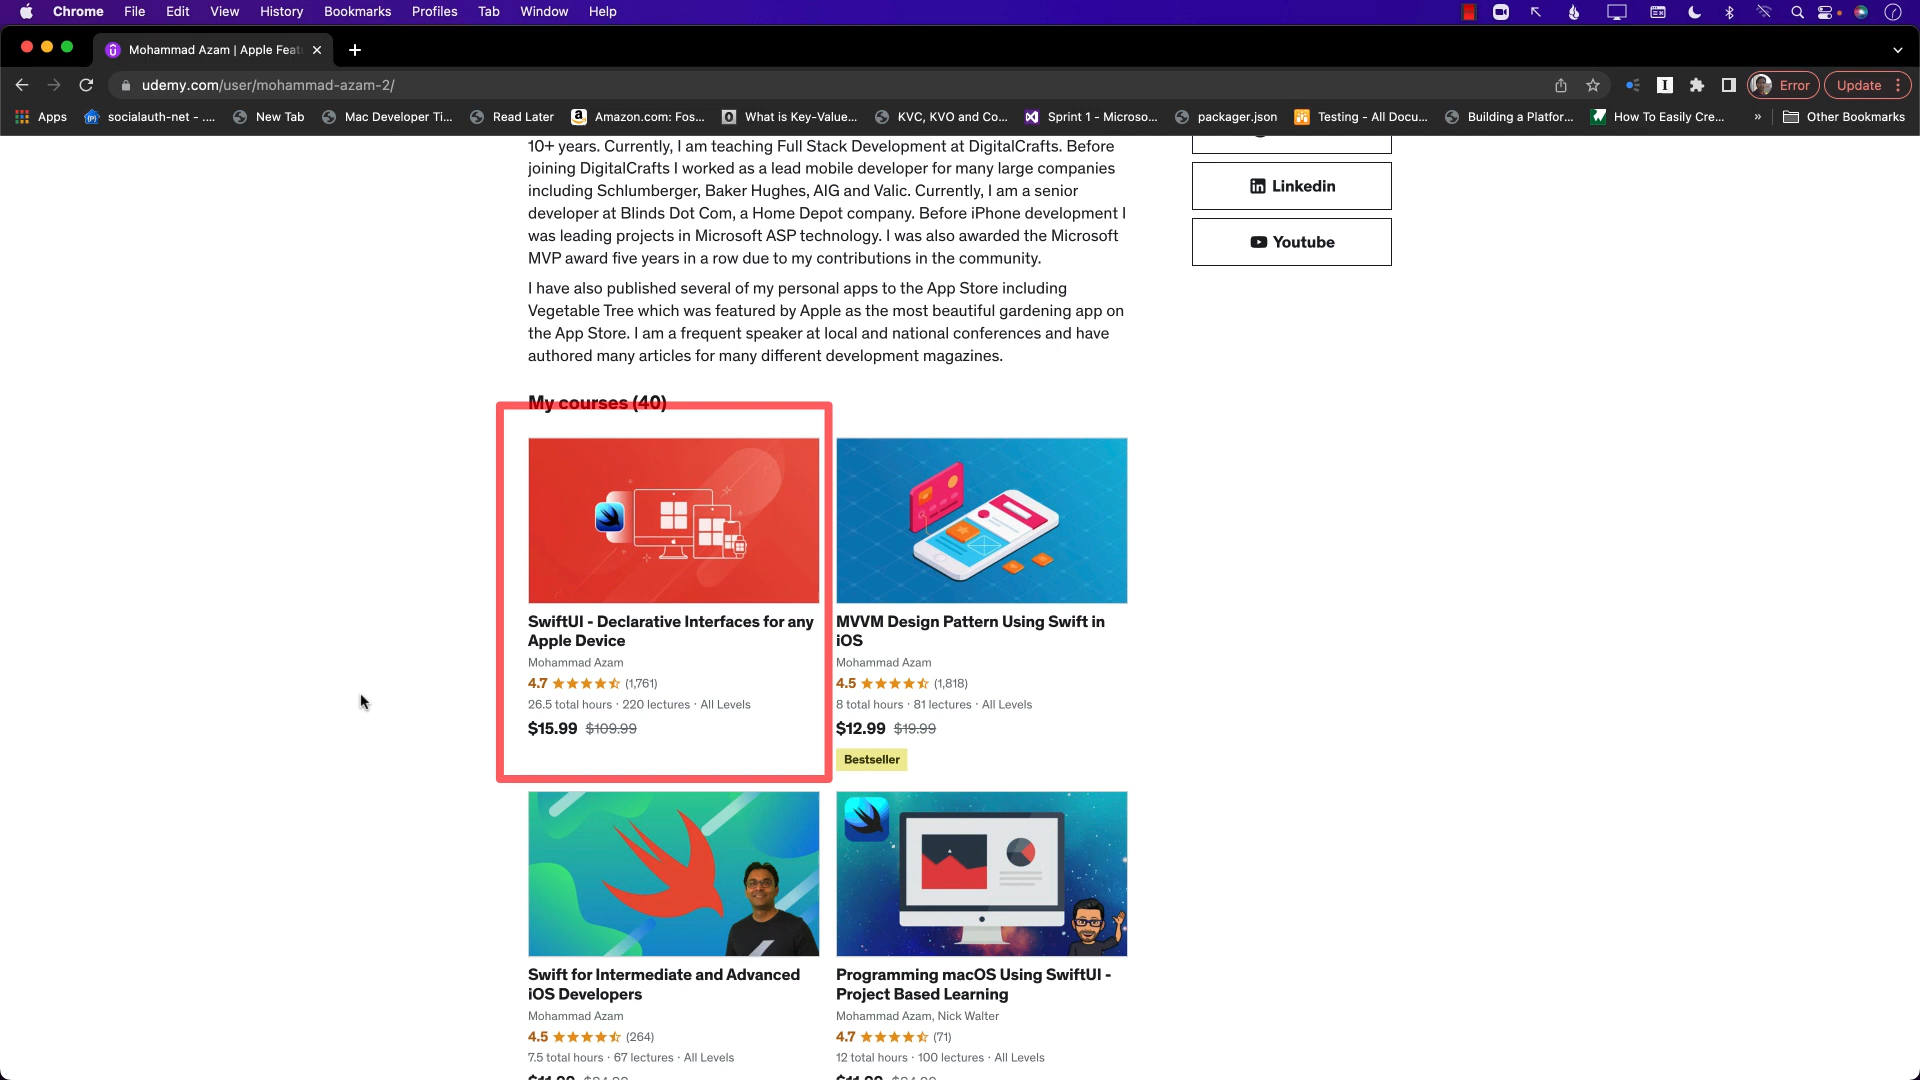 Chrome File Edit View History Bookmarks Profiles Tab Window Help
Mohammad Azam | Apple Feat
udemy.com/user/mohammad-azam-2/
Error
Update
Apps socialauth-net - .... New Tab Mac Developer Ti... Read Later Amazon.com: Fos... What is Key-Value... KVC, KVO and Co... Sprint 1 - Microso... packager.json Testing - All Docu... Building a Platfor... How To Easily Cre... » Other Bookmarks
10+ years. Currently, I am teaching Full Stack Development at DigitalCrafts. Before
joining DigitalCrafts I worked as a lead mobile developer for many large companies
including Schlumberger, Baker Hughes, AIG and Valic. Currently, I am a senior
developer at Blinds Dot Com, a Home Depot company. Before iPhone development I
was leading projects in Microsoft ASP technology. I was also awarded the Microsoft
MVP award five years in a row due to my contributions in the community.
I have also published several of my personal apps to the App Store including
Vegetable Tree which was featured by Apple as the most beautiful gardening app on
the App Store. I am a frequent speaker at local and national conferences and have
authored many articles for many different development magazines.
Linkedin
Youtube
My courses (40)
SwiftUI - Declarative Interfaces for any
Apple Device
Mohammad Azam
4.7 (1,761)
26.5 total hours · 220 lectures · All Levels
$15.99 $109.99
MVVM Design Pattern Using Swift in
iOS
Mohammad Azam
4.5 (1,818)
8 total hours · 81 lectures · All Levels
$12.99 $19.99
Bestseller
Swift for Intermediate and Advanced
iOS Developers
Mohammad Azam
4.5 (264)
7.5 total hours · 67 lectures · All Levels
Programming macOS Using SwiftUI -
Project Based Learning
Mohammad Azam, Nick Walter
4.7 (71)
12 total hours · 100 lectures · All Levels